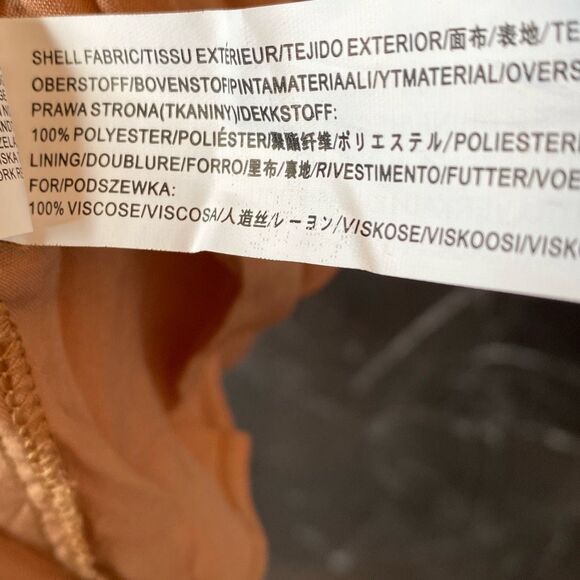 SHELL FABRIC/TISSU EXTÉRIEUR/TEJIDO EXTERIOR/面布/表地/TE
OBERSTOFF/BOVENSTOF/PINTAMATERIAALI/YTMATERIAL/OVERS
PRAWA STRONA(TKANINY)/DEKKSTOFF:
100% POLYESTER/POLIÉSTER/聚酯纤维/ポリエステル/POLIESTERI
LINING/DOUBLURE/FORRO/里布/裏地/RIVESTIMENTO/FUTTER/VOE
FOR/PODSZEWKA:
100% VISCOSE/VISCOSA/人造丝/レーヨン/VISKOSE/VISKOOSI/VISK